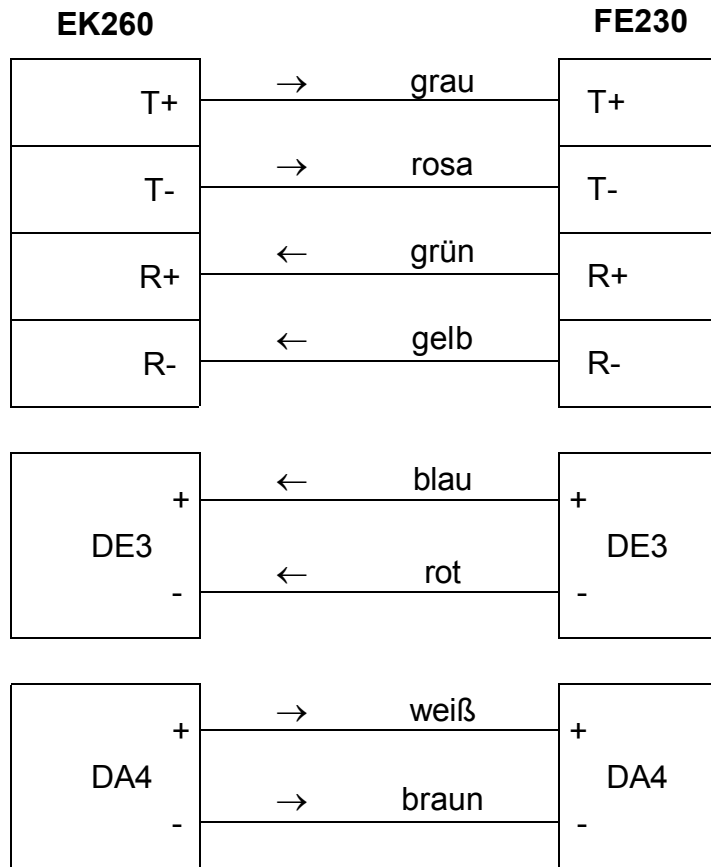 EK260 FE230
T+ → grau T+
T- → rosa T-
R+ ← grün R+
R- ← gelb R-
+ ← blau +
DE3 DE3
- ← rot -
+ → weiß +
DA4 DA4
- → braun -